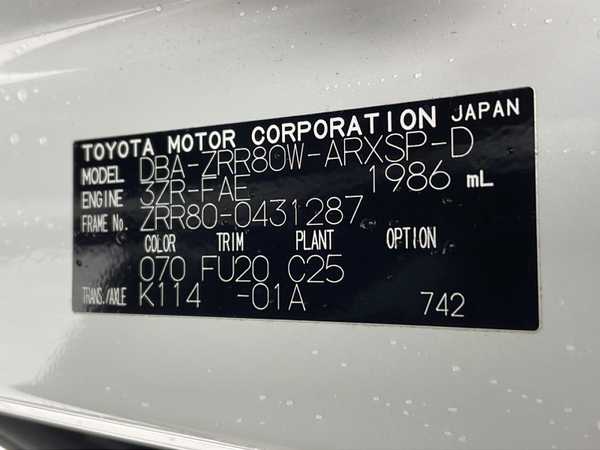 TOYOTA MOTOR CORPORATION JAPAN
MODEL DBA-ZRR80W-ARXSP-D
ENGINE 3ZR-FAE 1986 mL
FRAME No. ZRR80-0431287
COLOR TRIM PLANT OPTION
070 FU20 C25
TRANS./AXLE K114 -01A 742